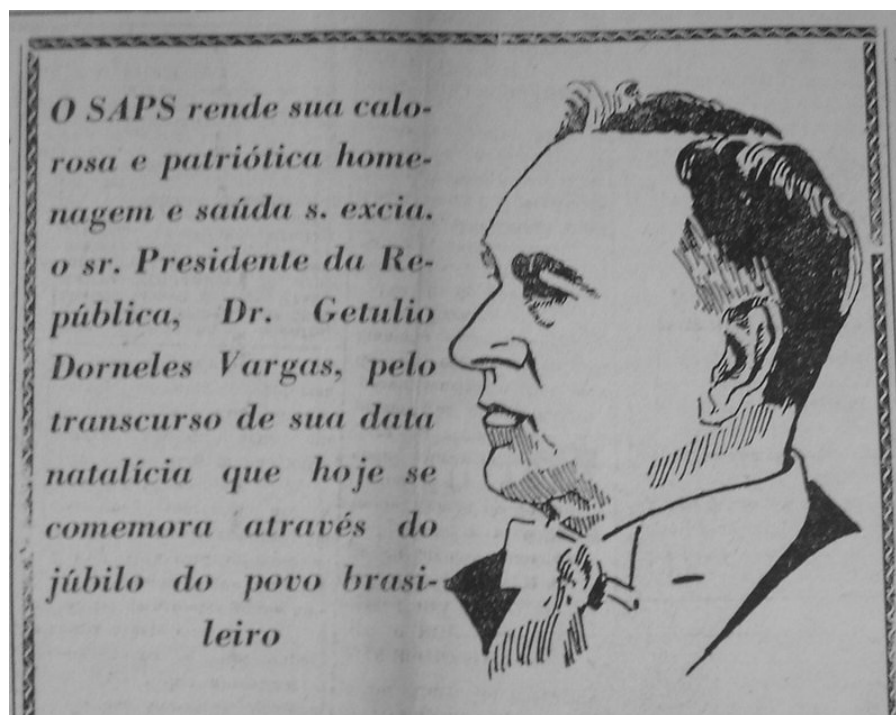 O SAPS rende sua calo-
rosa e patriótica home-
nagem e saúda s. excia.
o sr. Presidente da Re-
pública, Dr. Getulio
Dorneles Vargas, pelo
transcurso de sua data
natalícia que hoje se
comemora através do
júbilo do povo brasi-
leiro